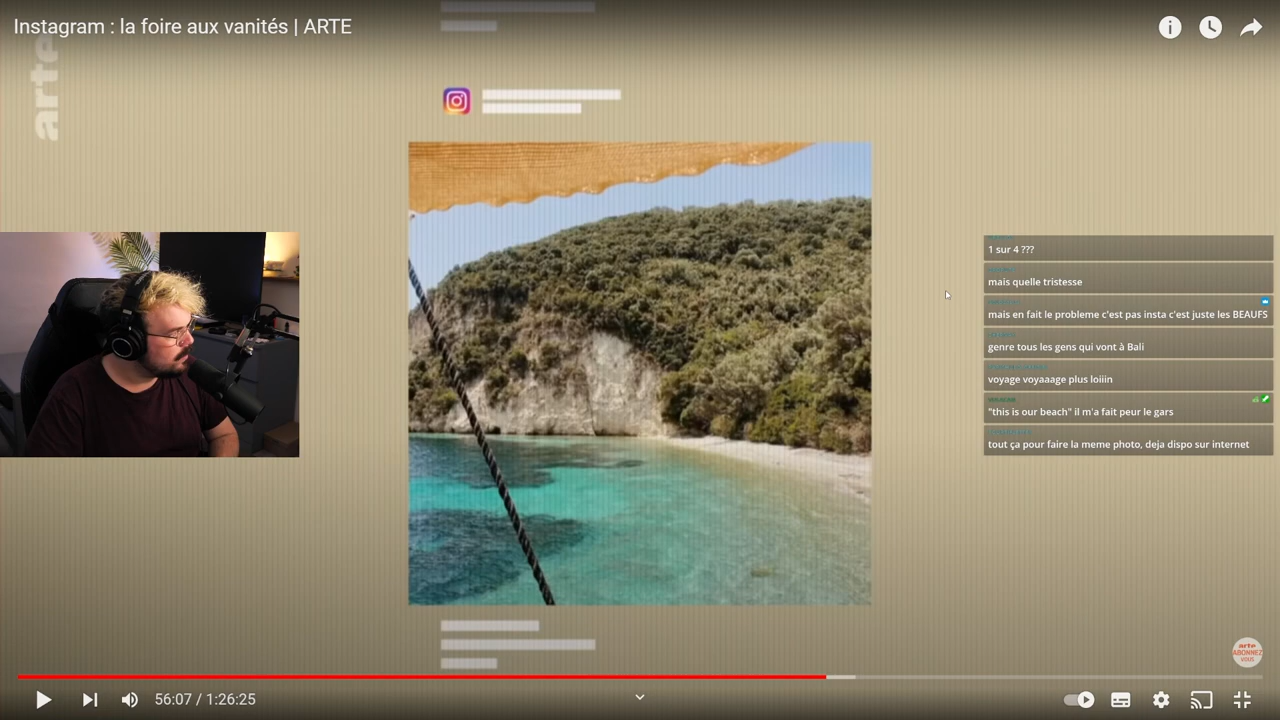 Instagram : la foire aux vanités | ARTE
arte
1 sur 4 ???
mais quelle tristesse
mais en fait le probleme c'est pas insta c'est juste les BEAUFS
genre tous les gens qui vont à Bali
voyage voyaaage plus loiiin
"this is our beach" il m'a fait peur le gars
tout ça pour faire la meme photo, deja dispo sur internet
arte
ABONNEZ
VOUS
56:07 / 1:26:25